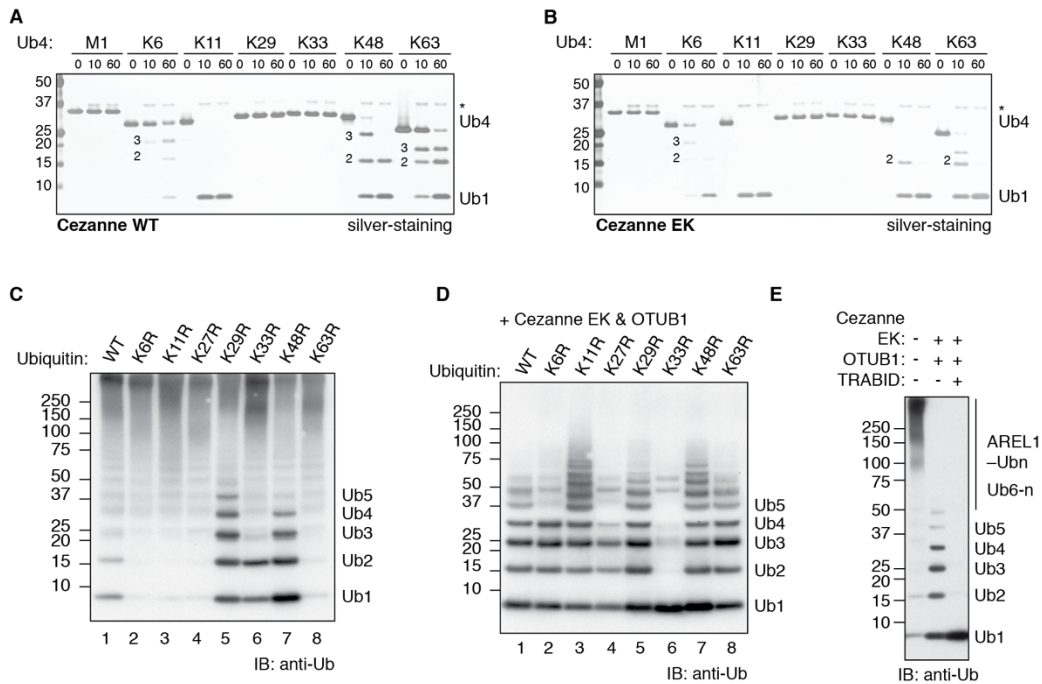 A
Ub4: M1 K6 K11 K29 K33 K48 K63
0 10 60 0 10 60 0 10 60 0 10 60 0 10 60 0 10 60 0 10 60
50
37
25
20
15
10
3
2
3
2
3
2
*
Ub4
Ub1
Cezanne WT silver-staining
B
Ub4: M1 K6 K11 K29 K33 K48 K63
0 10 60 0 10 60 0 10 60 0 10 60 0 10 60 0 10 60 0 10 60
50
37
25
20
15
10
3
2
2
2
*
Ub4
Ub1
Cezanne EK silver-staining
C
Ubiquitin: WT K6R K11R K27R K29R K33R K48R K63R
250
150
100
75
50
37
25
20
15
10
Ub5
Ub4
Ub3
Ub2
Ub1
1 2 3 4 5 6 7 8
IB: anti-Ub
D
+ Cezanne EK & OTUB1
Ubiquitin: WT K6R K11R K27R K29R K33R K48R K63R
250
150
100
75
50
37
25
20
15
10
Ub5
Ub4
Ub3
Ub2
Ub1
1 2 3 4 5 6 7 8
IB: anti-Ub
E
Cezanne
EK: - + +
OTUB1: - + +
TRABID: - - +
250
150
100
75
50
37
25
20
15
10
AREL1
–Ubn
Ub6-n
Ub5
Ub4
Ub3
Ub2
Ub1
IB: anti-Ub